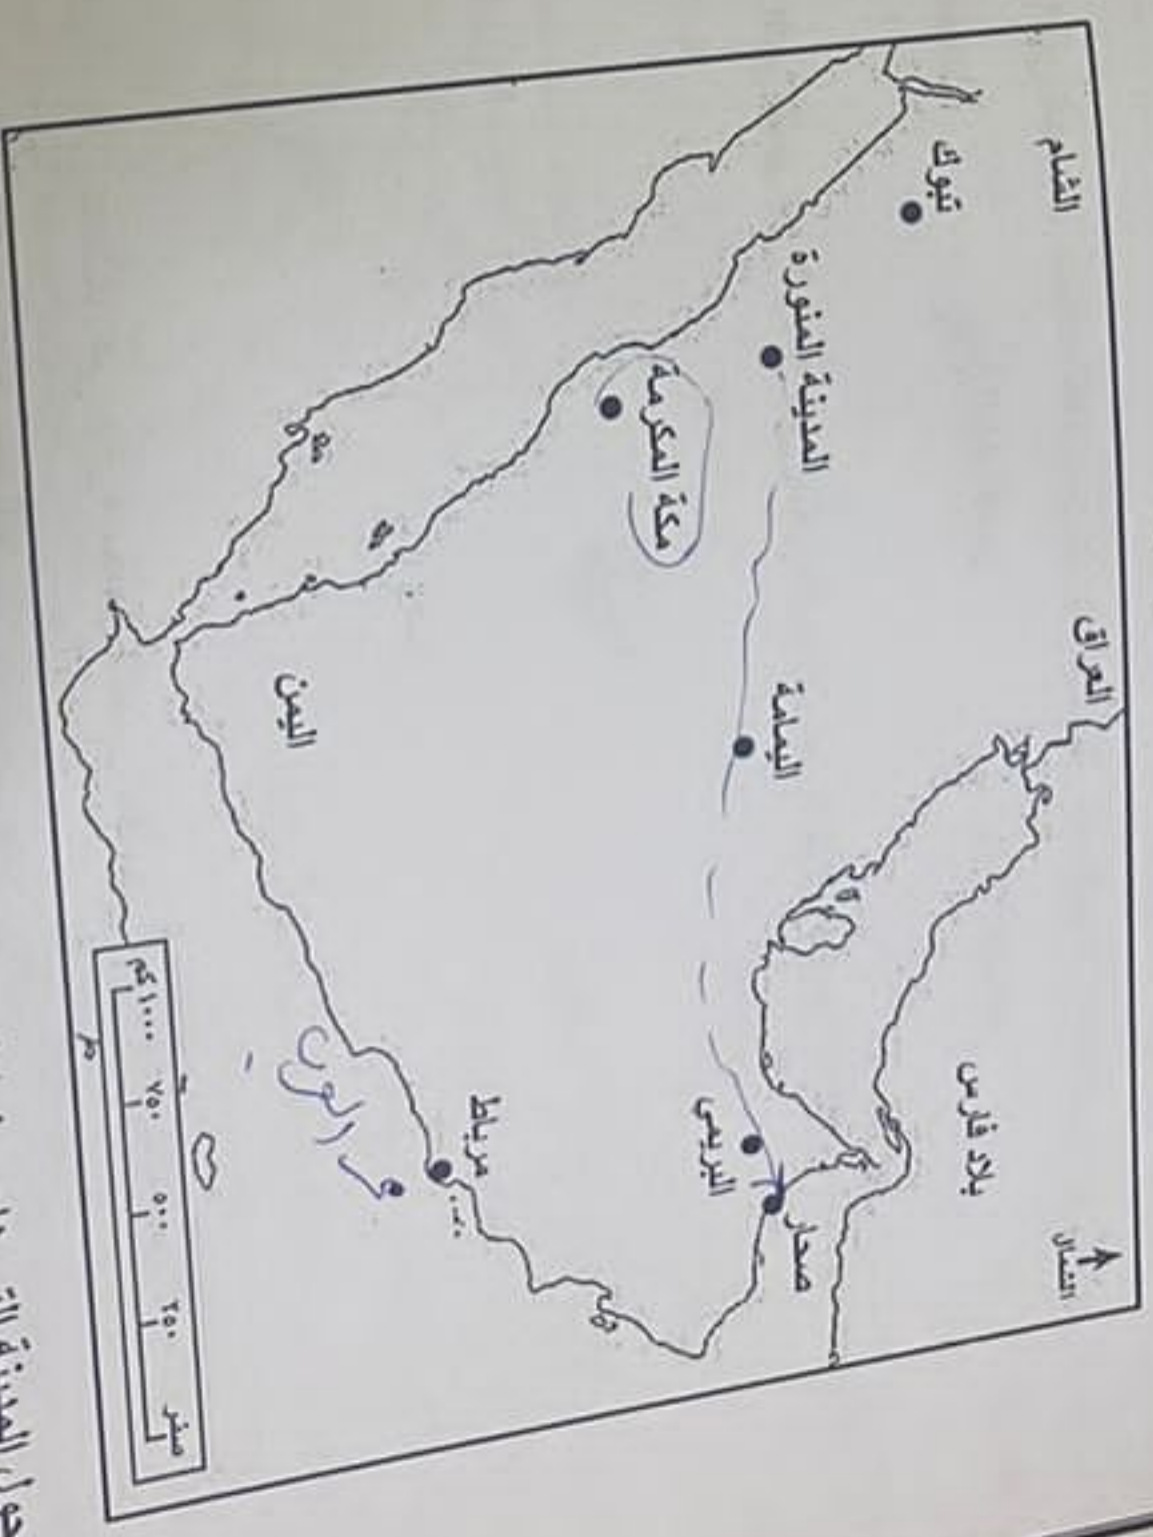 الشمال
الشام
العراق
بلاد فارس
تبوك
المدينة المنورة
اليمامة
صحار
البريمي
مكة المكرمة
مرباط
اليمن
بحر العرب
صفر ٢٥٠ ٥٠٠ ٧٥٠ ١٠٠٠ كم